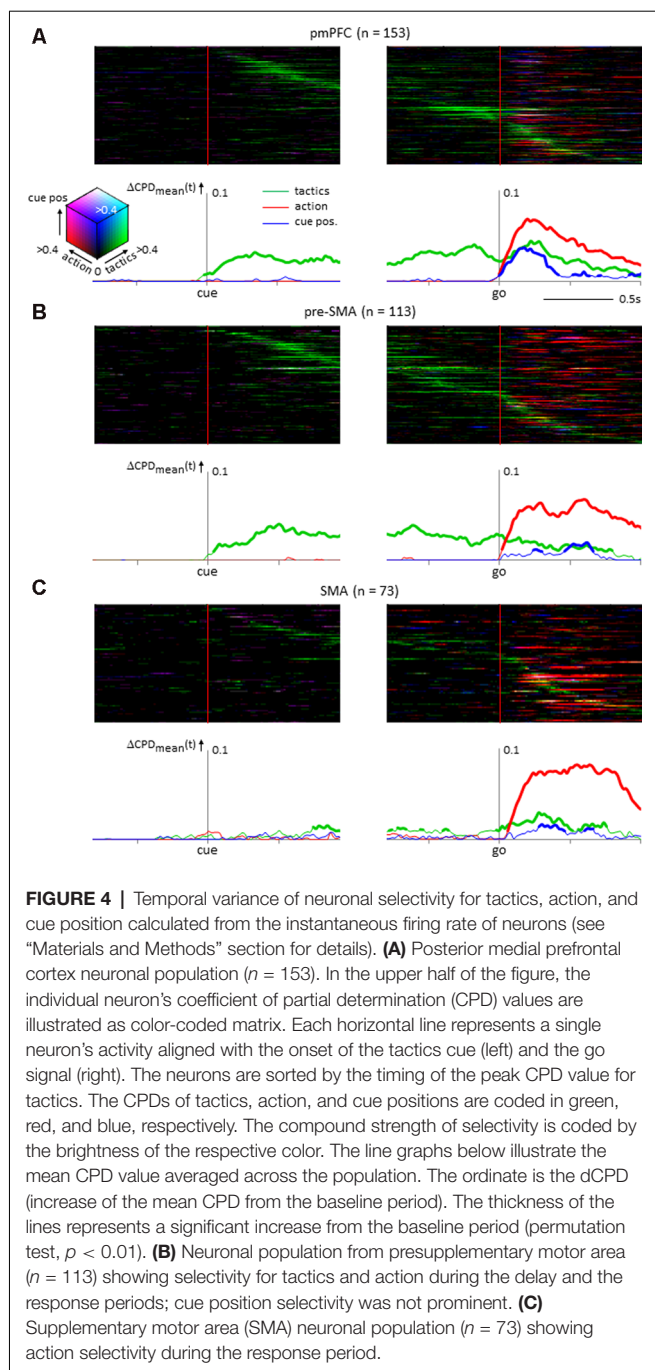 A
pmPFC (n = 153)
cue pos
>0.4
>0.4
action 0 tactics
>0.4
ΔCPDmean(t)
0.1
tactics
action
cue pos.
0.1
cue
go
0.5s
B
pre-SMA (n = 113)
ΔCPDmean(t)
0.1
0.1
cue
go
C
SMA (n = 73)
ΔCPDmean(t)
0.1
0.1
cue
go
FIGURE 4 | Temporal variance of neuronal selectivity for tactics, action, and
cue position calculated from the instantaneous firing rate of neurons (see
“Materials and Methods” section for details). (A) Posterior medial prefrontal
cortex neuronal population (n = 153). In the upper half of the figure, the
individual neuron’s coefficient of partial determination (CPD) values are
illustrated as color-coded matrix. Each horizontal line represents a single
neuron’s activity aligned with the onset of the tactics cue (left) and the go
signal (right). The neurons are sorted by the timing of the peak CPD value for
tactics. The CPDs of tactics, action, and cue positions are coded in green,
red, and blue, respectively. The compound strength of selectivity is coded by
the brightness of the respective color. The line graphs below illustrate the
mean CPD value averaged across the population. The ordinate is the dCPD
(increase of the mean CPD from the baseline period). The thickness of the
lines represents a significant increase from the baseline period (permutation
test, p < 0.01). (B) Neuronal population from presupplementary motor area
(n = 113) showing selectivity for tactics and action during the delay and the
response periods; cue position selectivity was not prominent. (C)
Supplementary motor area (SMA) neuronal population (n = 73) showing
action selectivity during the response period.